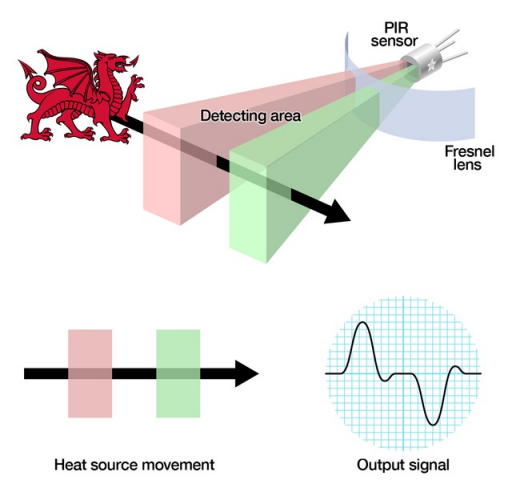 PIR
sensor
Detecting area
Fresnel
lens
Heat source movement
Output signal